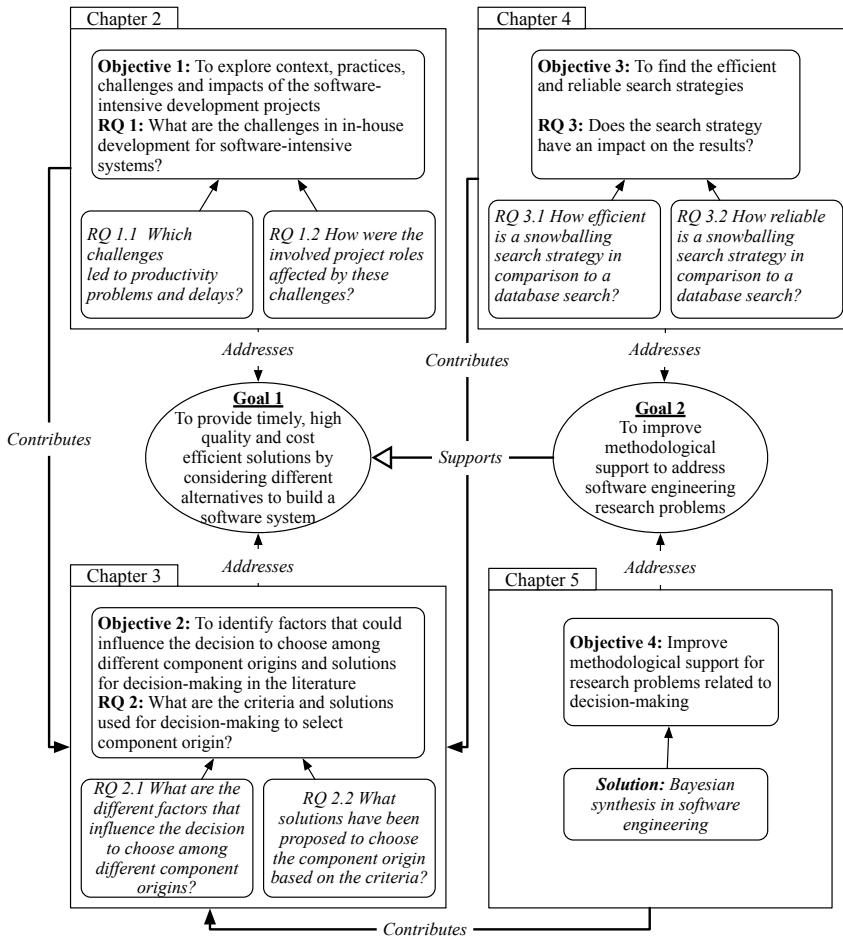 Chapter 2
Objective 1: To explore context, practices,
challenges and impacts of the software-
intensive development projects
RQ 1: What are the challenges in in-house
development for software-intensive
systems?
RQ 1.1 Which
challenges
led to productivity
problems and delays?
RQ 1.2 How were the
involved project roles
affected by these
challenges?
Chapter 4
Objective 3: To find the efficient
and reliable search strategies
RQ 3: Does the search strategy
have an impact on the results?
RQ 3.1 How efficient
is a snowballing
search strategy in
comparison to a
database search?
RQ 3.2 How reliable
is a snowballing
search strategy in
comparison to a
database search?
Addresses
Contributes
Addresses
Goal 1
To provide timely, high
quality and cost
efficient solutions by
considering different
alternatives to build a
software system
Contributes
Supports
Goal 2
To improve
methodological
support to address
software engineering
research problems
Addresses
Addresses
Chapter 3
Objective 2: To identify factors that could
influence the decision to choose among
different component origins and solutions
for decision-making in the literature
RQ 2: What are the criteria and solutions
used for decision-making to select
component origin?
RQ 2.1 What are the
different factors that
influence the decision
to choose among
different component
origins?
RQ 2.2 What
solutions have been
proposed to choose
the component origin
based on the criteria?
Chapter 5
Objective 4: Improve
methodological support for
research problems related to
decision-making
Solution: Bayesian
synthesis in software
engineering
Contributes